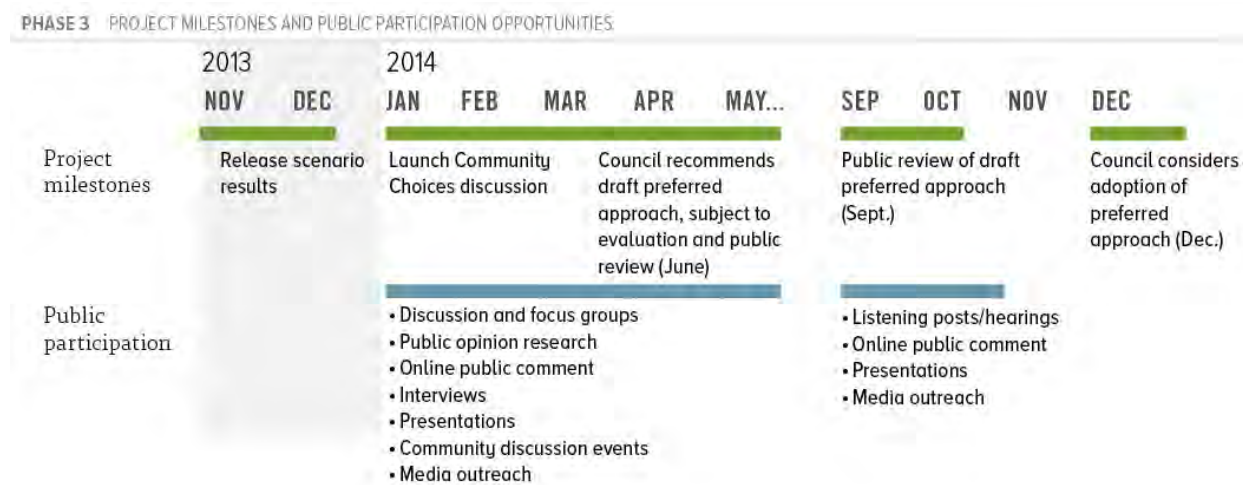 PHASE 3 PROJECT MILESTONES AND PUBLIC PARTICIPATION OPPORTUNITIES
2013 2014
NOV DEC JAN FEB MAR APR MAY... SEP OCT NOV DEC
Project
milestones
Release scenario
results
Launch Community
Choices discussion
Council recommends
draft preferred
approach, subject to
evaluation and public
review (June)
Public review of draft
preferred approach
(Sept.)
Council considers
adoption of
preferred
approach (Dec.)
Public
participation
• Discussion and focus groups
• Public opinion research
• Online public comment
• Interviews
• Presentations
• Community discussion events
• Media outreach
• Listening posts/hearings
• Online public comment
• Presentations
• Media outreach